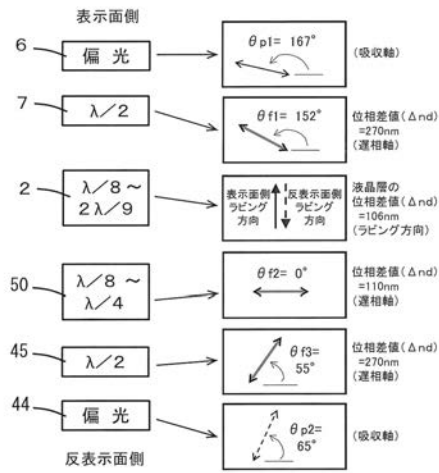 表示面側
6
偏 光
θp1= 167°
(吸収軸)
7
λ/2
θf1= 152°
位相差値(Δnd)
=270nm
(遅相軸)
2
λ/8 ~
2λ/9
表示面側
ラビング
方向
反表示面側
ラビング
方向
液晶層の
位相差値(Δnd)
=106nm
(ラビング方向)
50
λ/8 ~
λ/4
θf2= 0°
位相差値(Δnd)
=110nm
(遅相軸)
45
λ/2
θf3=
55°
位相差値(Δnd)
=270nm
(遅相軸)
44
偏 光
θp2=
65°
(吸収軸)
反表示面側